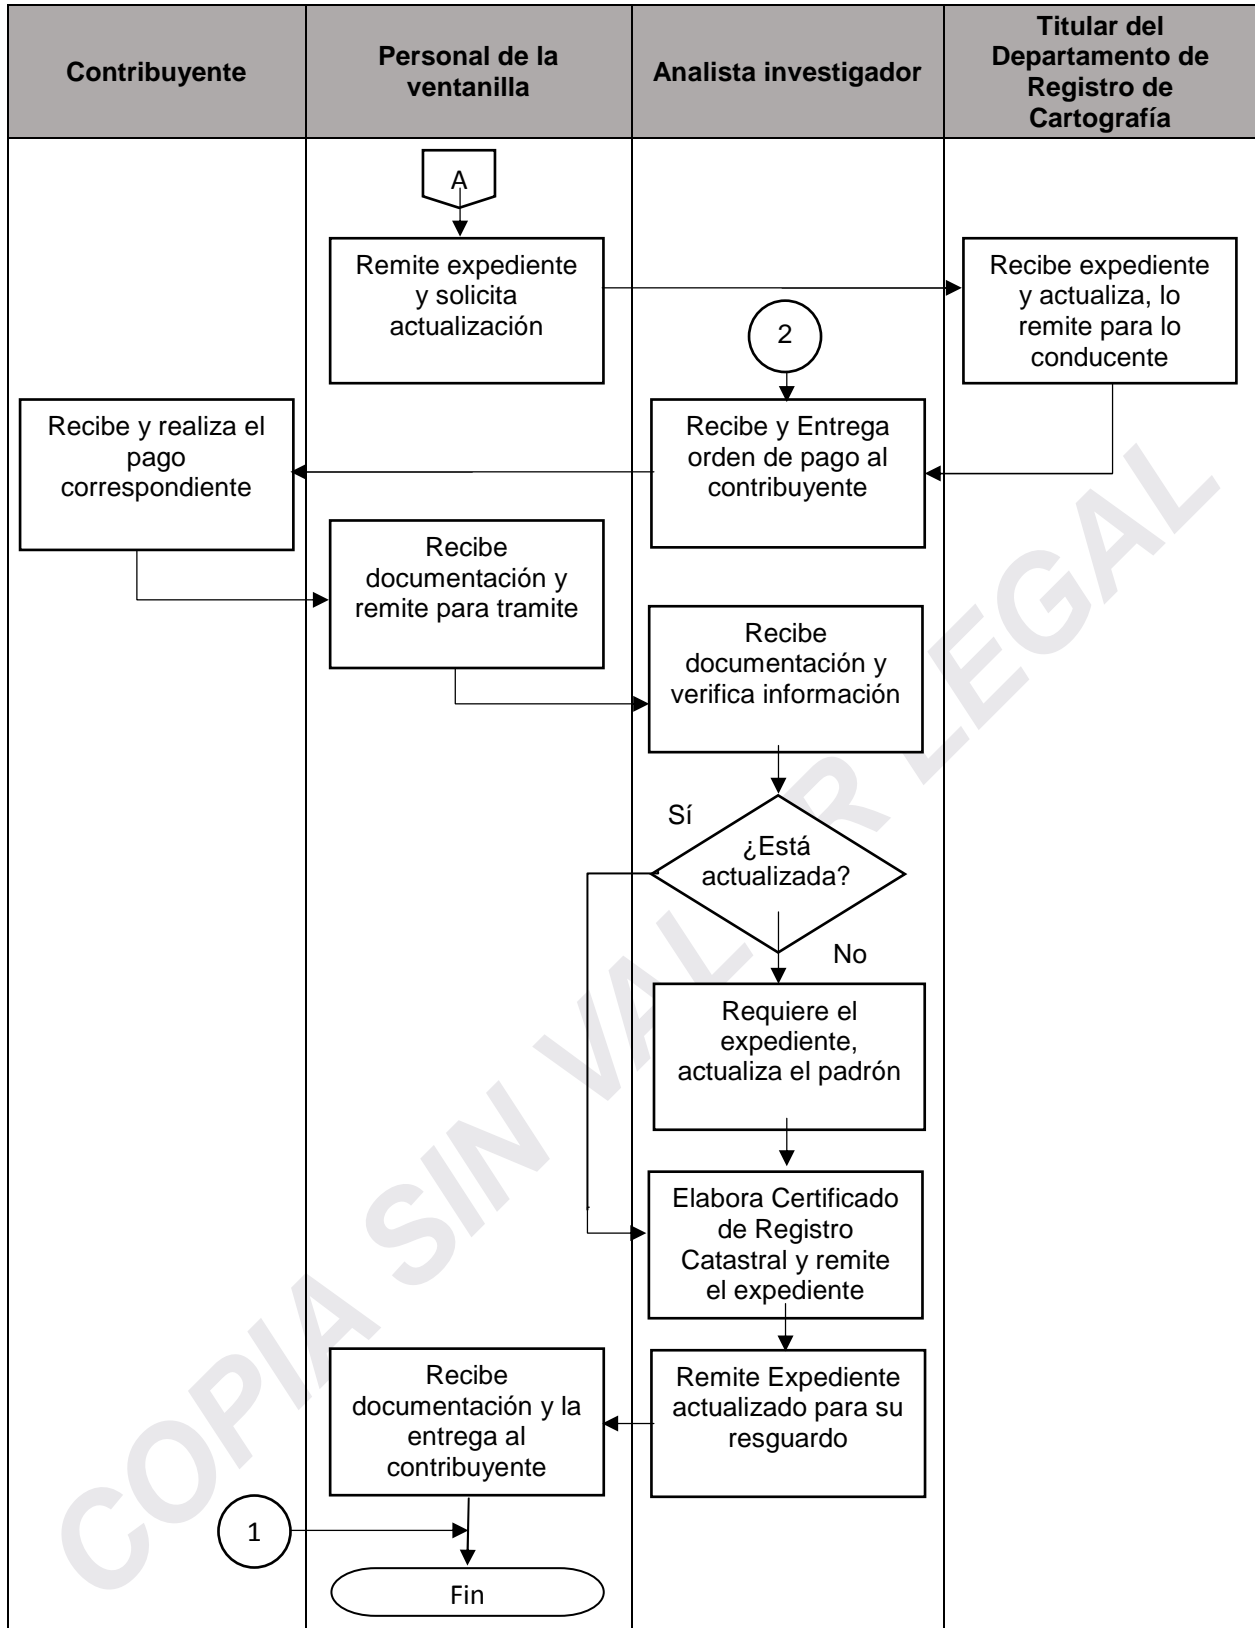 Contribuyente
Personal de la
ventanilla
Analista investigador
Titular del
Departamento de
Registro de
Cartografía
A
Remite expediente
y solicita
actualización
Recibe expediente
y actualiza, lo
remite para lo
conducente
2
Recibe y realiza el
pago
correspondiente
Recibe y Entrega
orden de pago al
contribuyente
Recibe
documentación y
remite para tramite
Recibe
documentación y
verifica información
Sí
¿Está
actualizada?
No
Requiere el
expediente,
actualiza el padrón
Elabora Certificado
de Registro
Catastral y remite
el expediente
Recibe
documentación y la
entrega al
contribuyente
Remite Expediente
actualizado para su
resguardo
1
Fin
COPIA SIN VALOR LEGAL